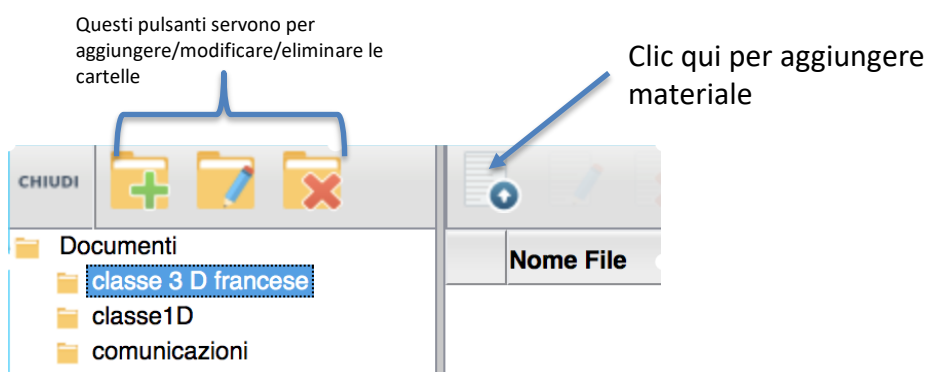 Questi pulsanti servono per
aggiungere/modificare/eliminare le
cartelle
Clic qui per aggiungere
materiale
CHIUDI
Documenti
classe 3 D francese
classe1D
comunicazioni
Nome File